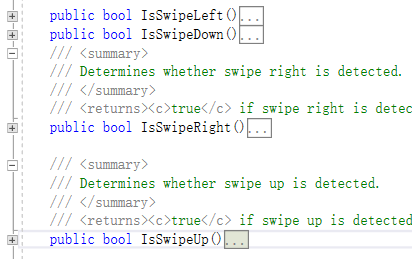 public bool IsSwipeLeft()...
public bool IsSwipeDown()...
/// <summary>
/// Determines whether swipe right is detected.
/// </summary>
/// <returns><c>true</c> if swipe right is detec
public bool IsSwipeRight()...
/// <summary>
/// Determines whether swipe up is detected.
/// </summary>
/// <returns><c>true</c> if swipe up is detected
public bool IsSwipeUp()...